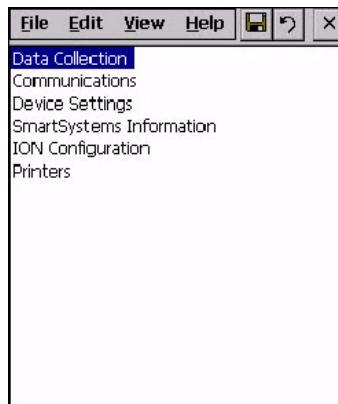 File Edit View Help
Data Collection
Communications
Device Settings
SmartSystems Information
ION Configuration
Printers